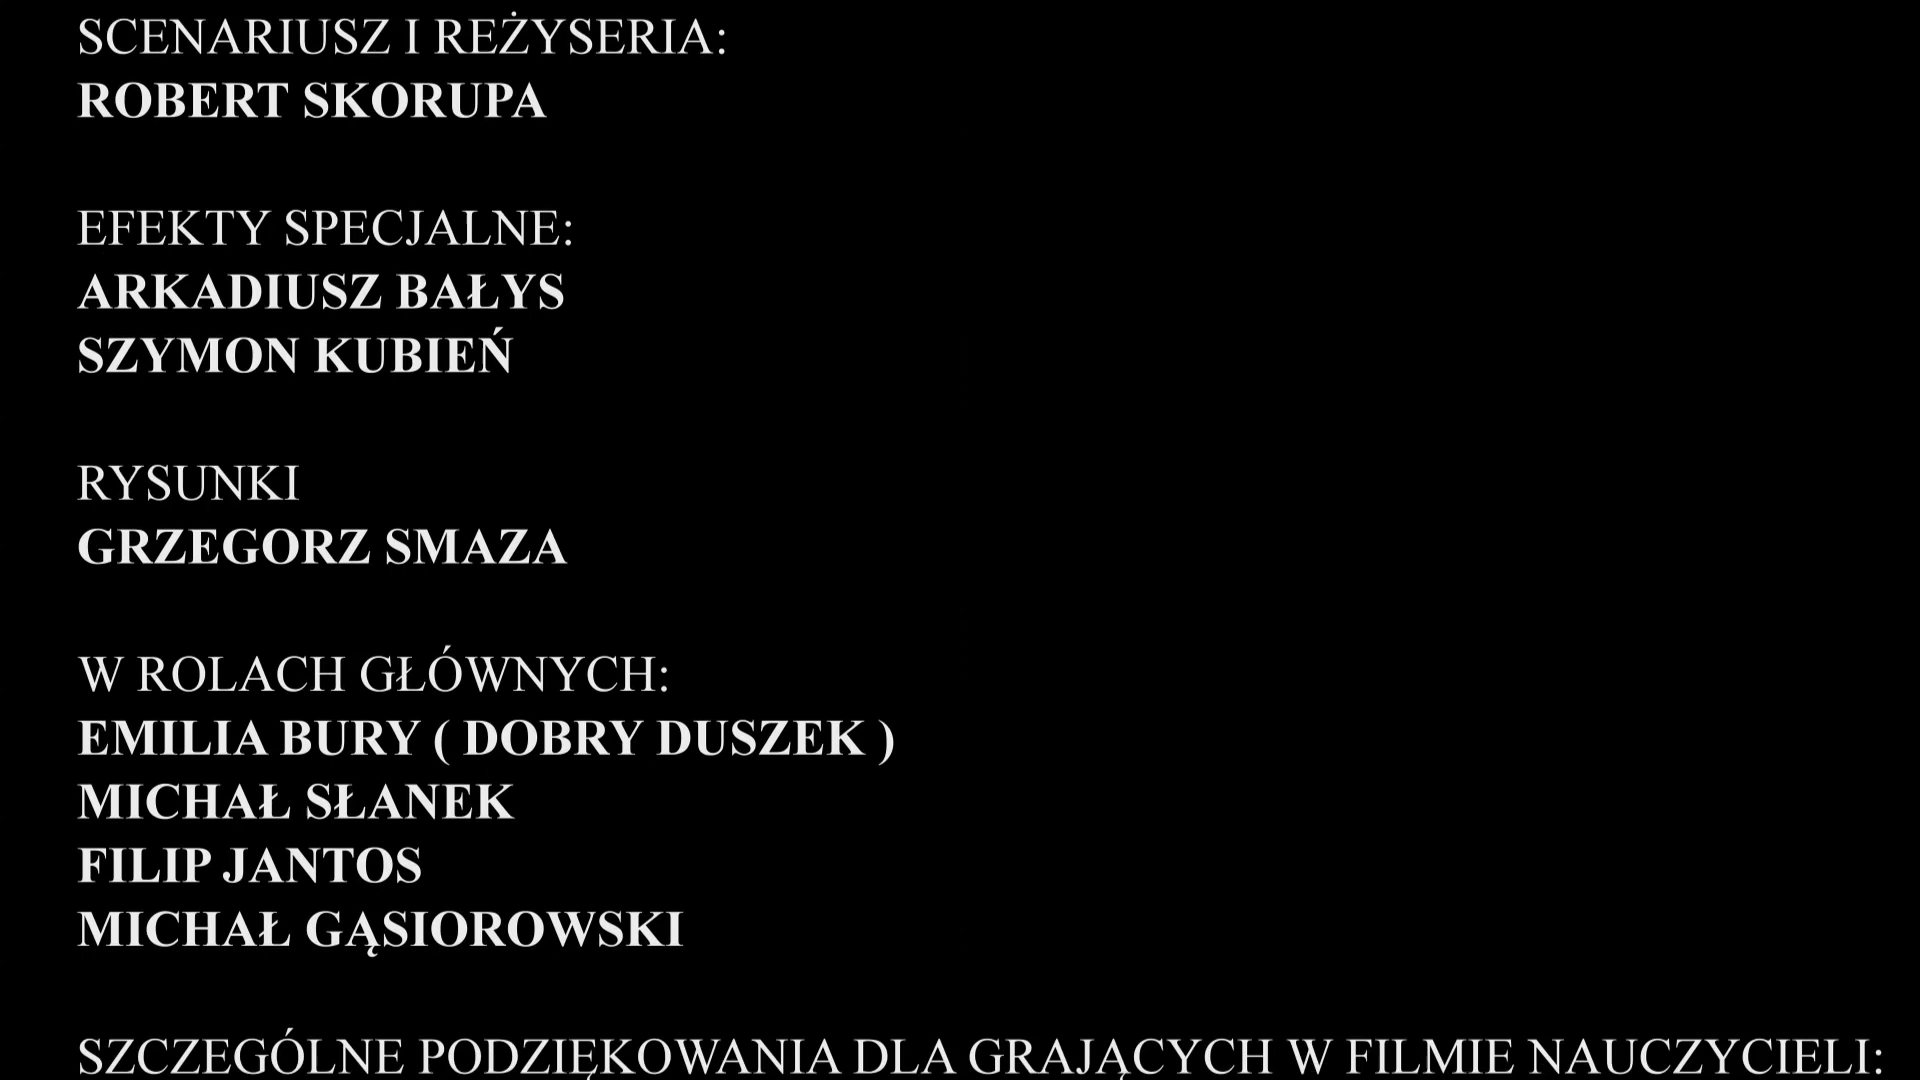 SCENARIUSZ I REŻYSERIA:
ROBERT SKORUPA
EFEKTY SPECJALNE:
ARKADIUSZ BAŁYS
SZYMON KUBIEŃ
RYSUNKI
GRZEGORZ SMAZA
W ROLACH GŁÓWNYCH:
EMILIA BURY ( DOBRY DUSZEK )
MICHAŁ SŁANEK
FILIP JANTOS
MICHAŁ GĄSIOROWSKI
SZCZEGÓLNE PODZIĘKOWANIA DLA GRAJĄCYCH W FILMIE NAUCZYCIELI: